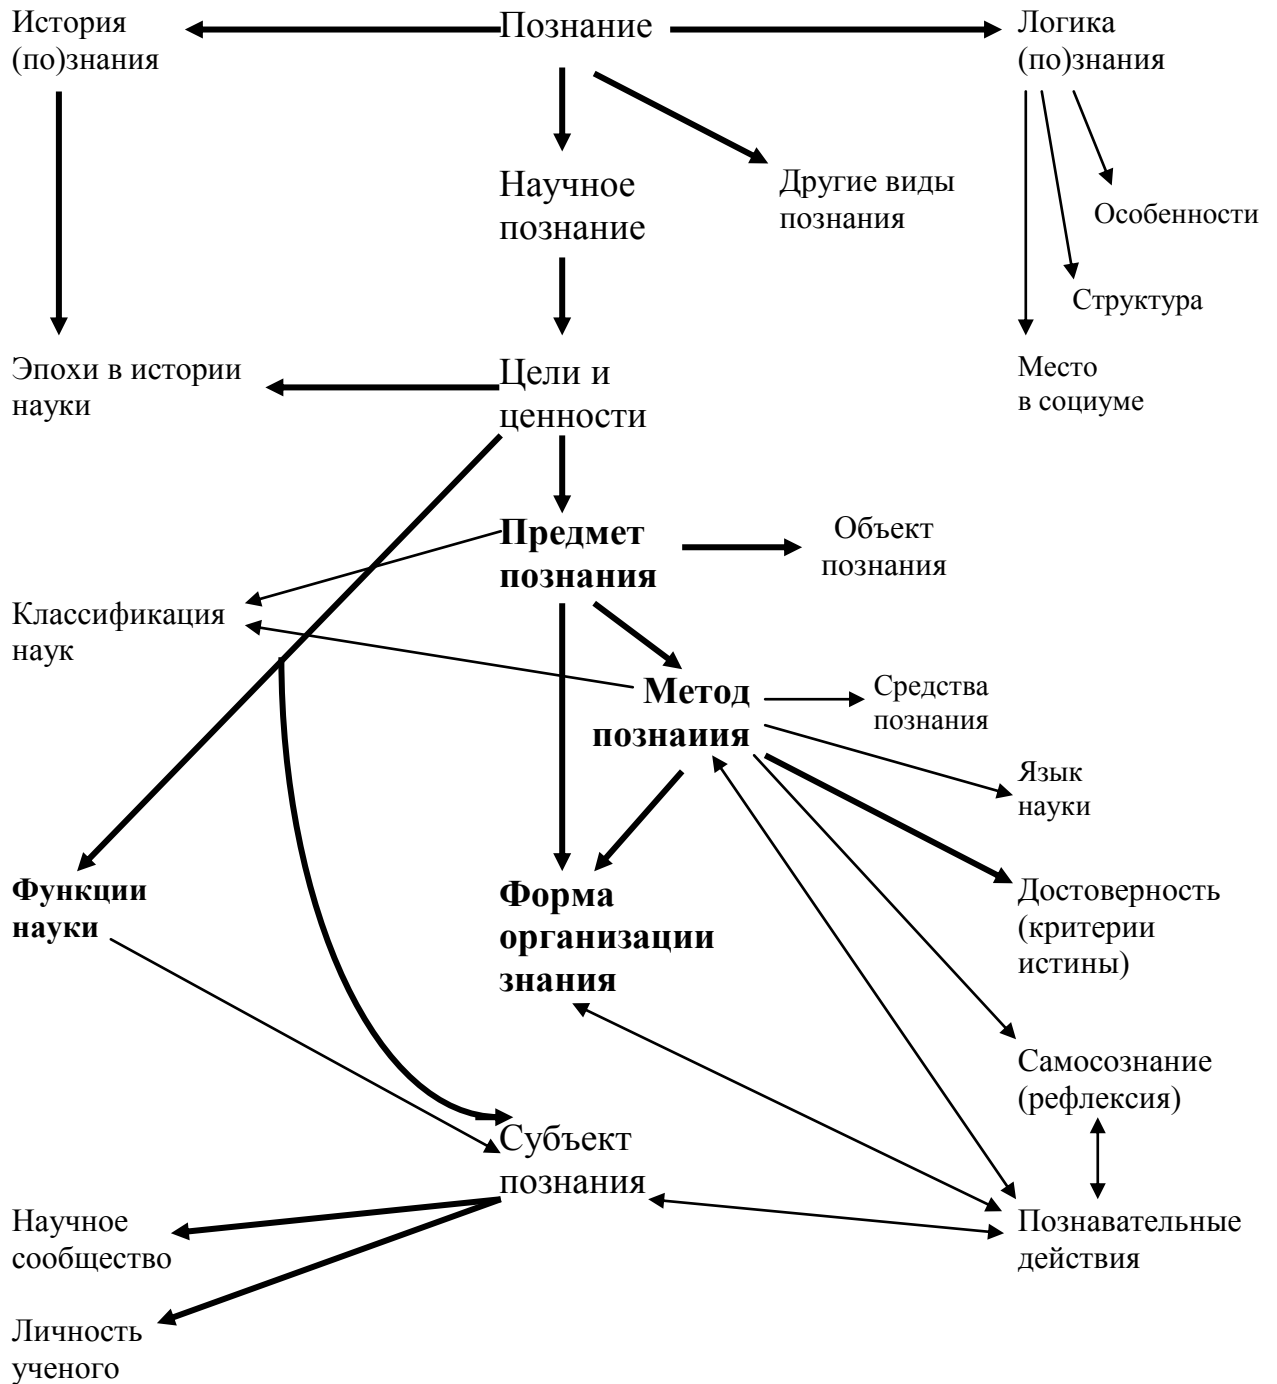 История
(по)знания
Познание
Логика
(по)знания
Научное
познание
Другие виды
познания
Особенности
Структура
Эпохи в истории
науки
Цели и
ценности
Место
в социуме
Предмет
познания
Объект
познания
Классификация
наук
Метод
познаиия
Средства
познания
Язык
науки
Функции
науки
Форма
организации
знания
Достоверность
(критерии
истины)
Самосознание
(рефлексия)
Субъект
познания
Научное
сообщество
Познавательные
действия
Личность
ученого